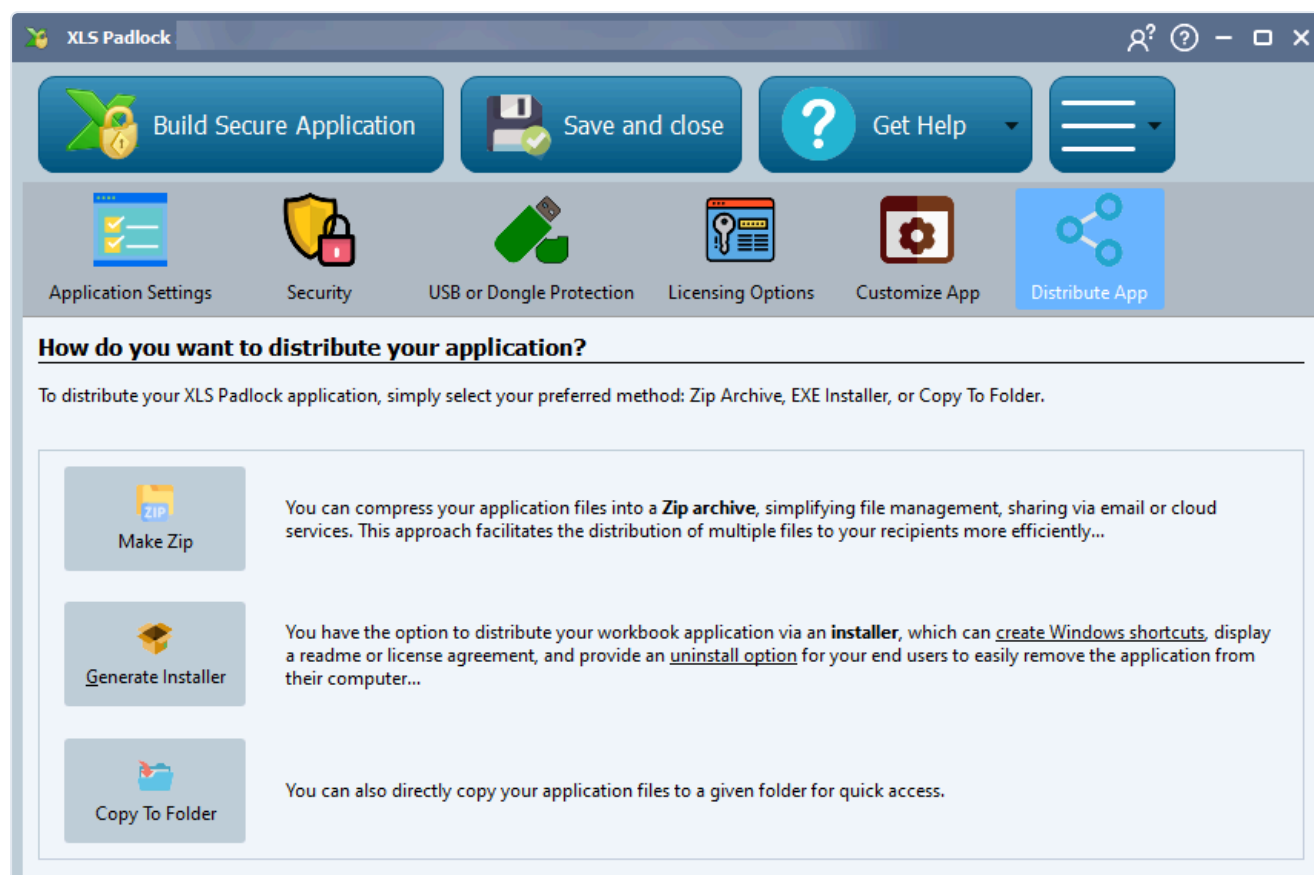 XLS Padlock
Build Secure Application
Save and close
Get Help
Application Settings
Security
USB or Dongle Protection
Licensing Options
Customize App
Distribute App
How do you want to distribute your application?
To distribute your XLS Padlock application, simply select your preferred method: Zip Archive, EXE Installer, or Copy To Folder.
ZIP
Make Zip
You can compress your application files into a Zip archive, simplifying file management, sharing via email or cloud
services. This approach facilitates the distribution of multiple files to your recipients more efficiently...
Generate Installer
You have the option to distribute your workbook application via an installer, which can create Windows shortcuts, display
a readme or license agreement, and provide an uninstall option for your end users to easily remove the application from
their computer...
Copy To Folder
You can also directly copy your application files to a given folder for quick access.